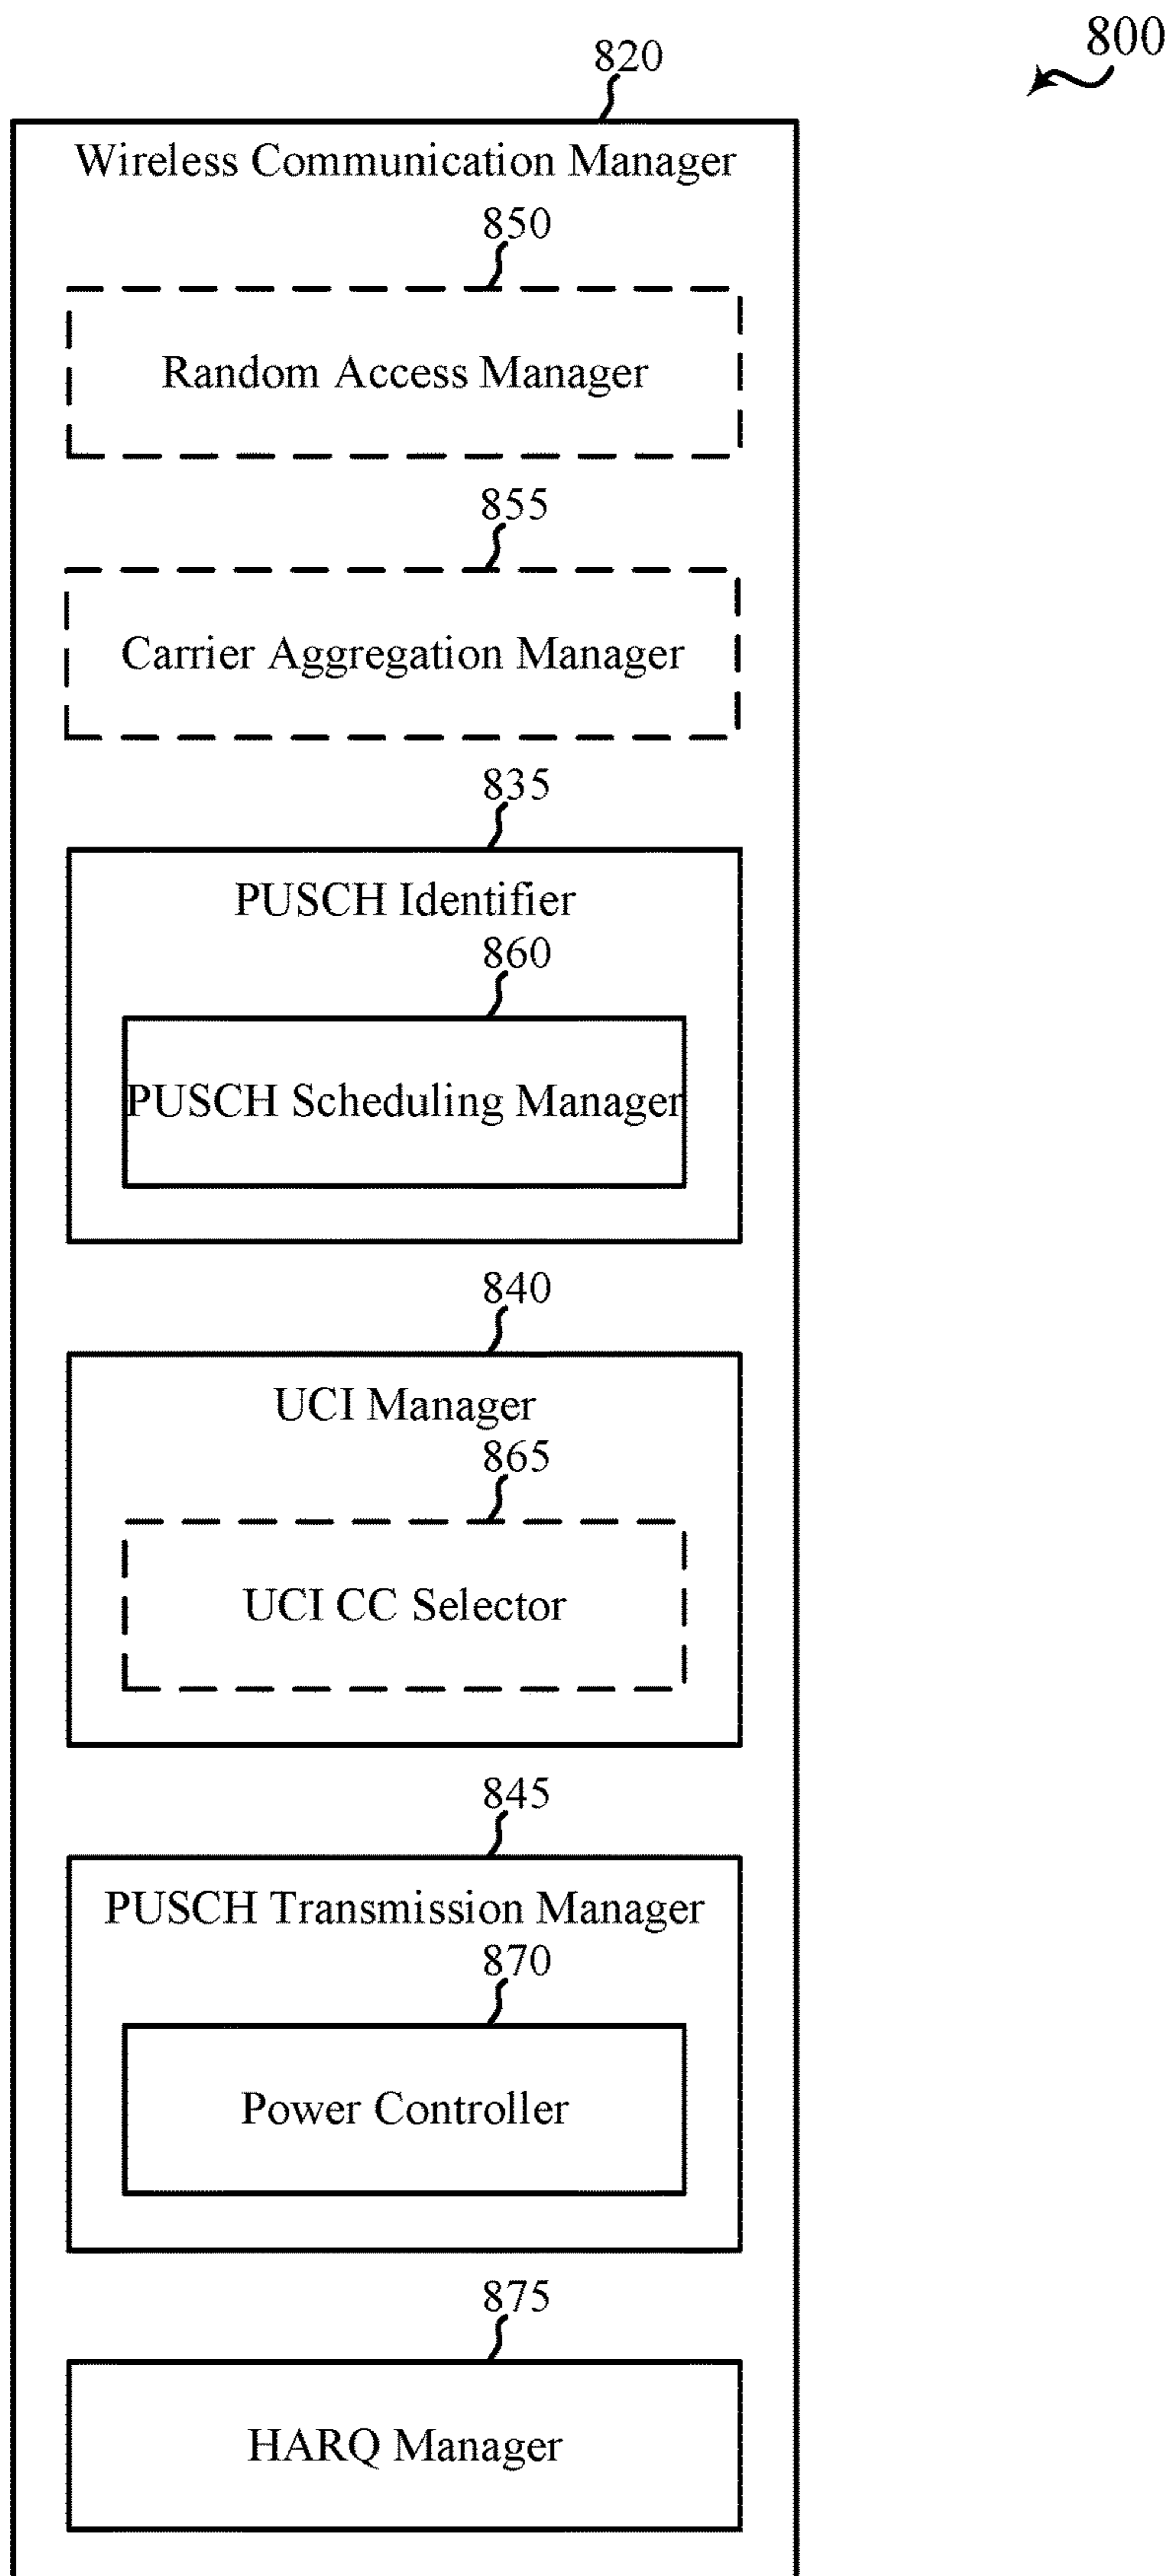 800
820
Wireless Communication Manager
850
Random Access Manager
855
Carrier Aggregation Manager
835
PUSCH Identifier
860
PUSCH Scheduling Manager
840
UCI Manager
865
UCI CC Selector
845
PUSCH Transmission Manager
870
Power Controller
875
HARQ Manager